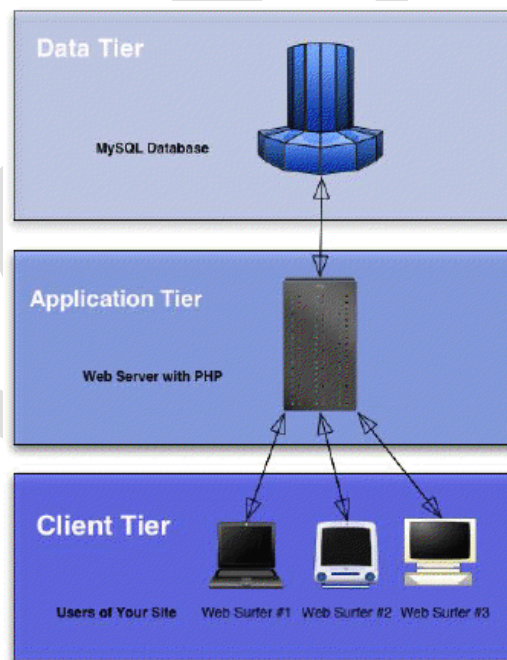 Data Tier
MySQL Database
Application Tier
Web Server with PHP
Client Tier
Users of Your Site
Web Surfer #1
Web Surfer #2
Web Surfer #3